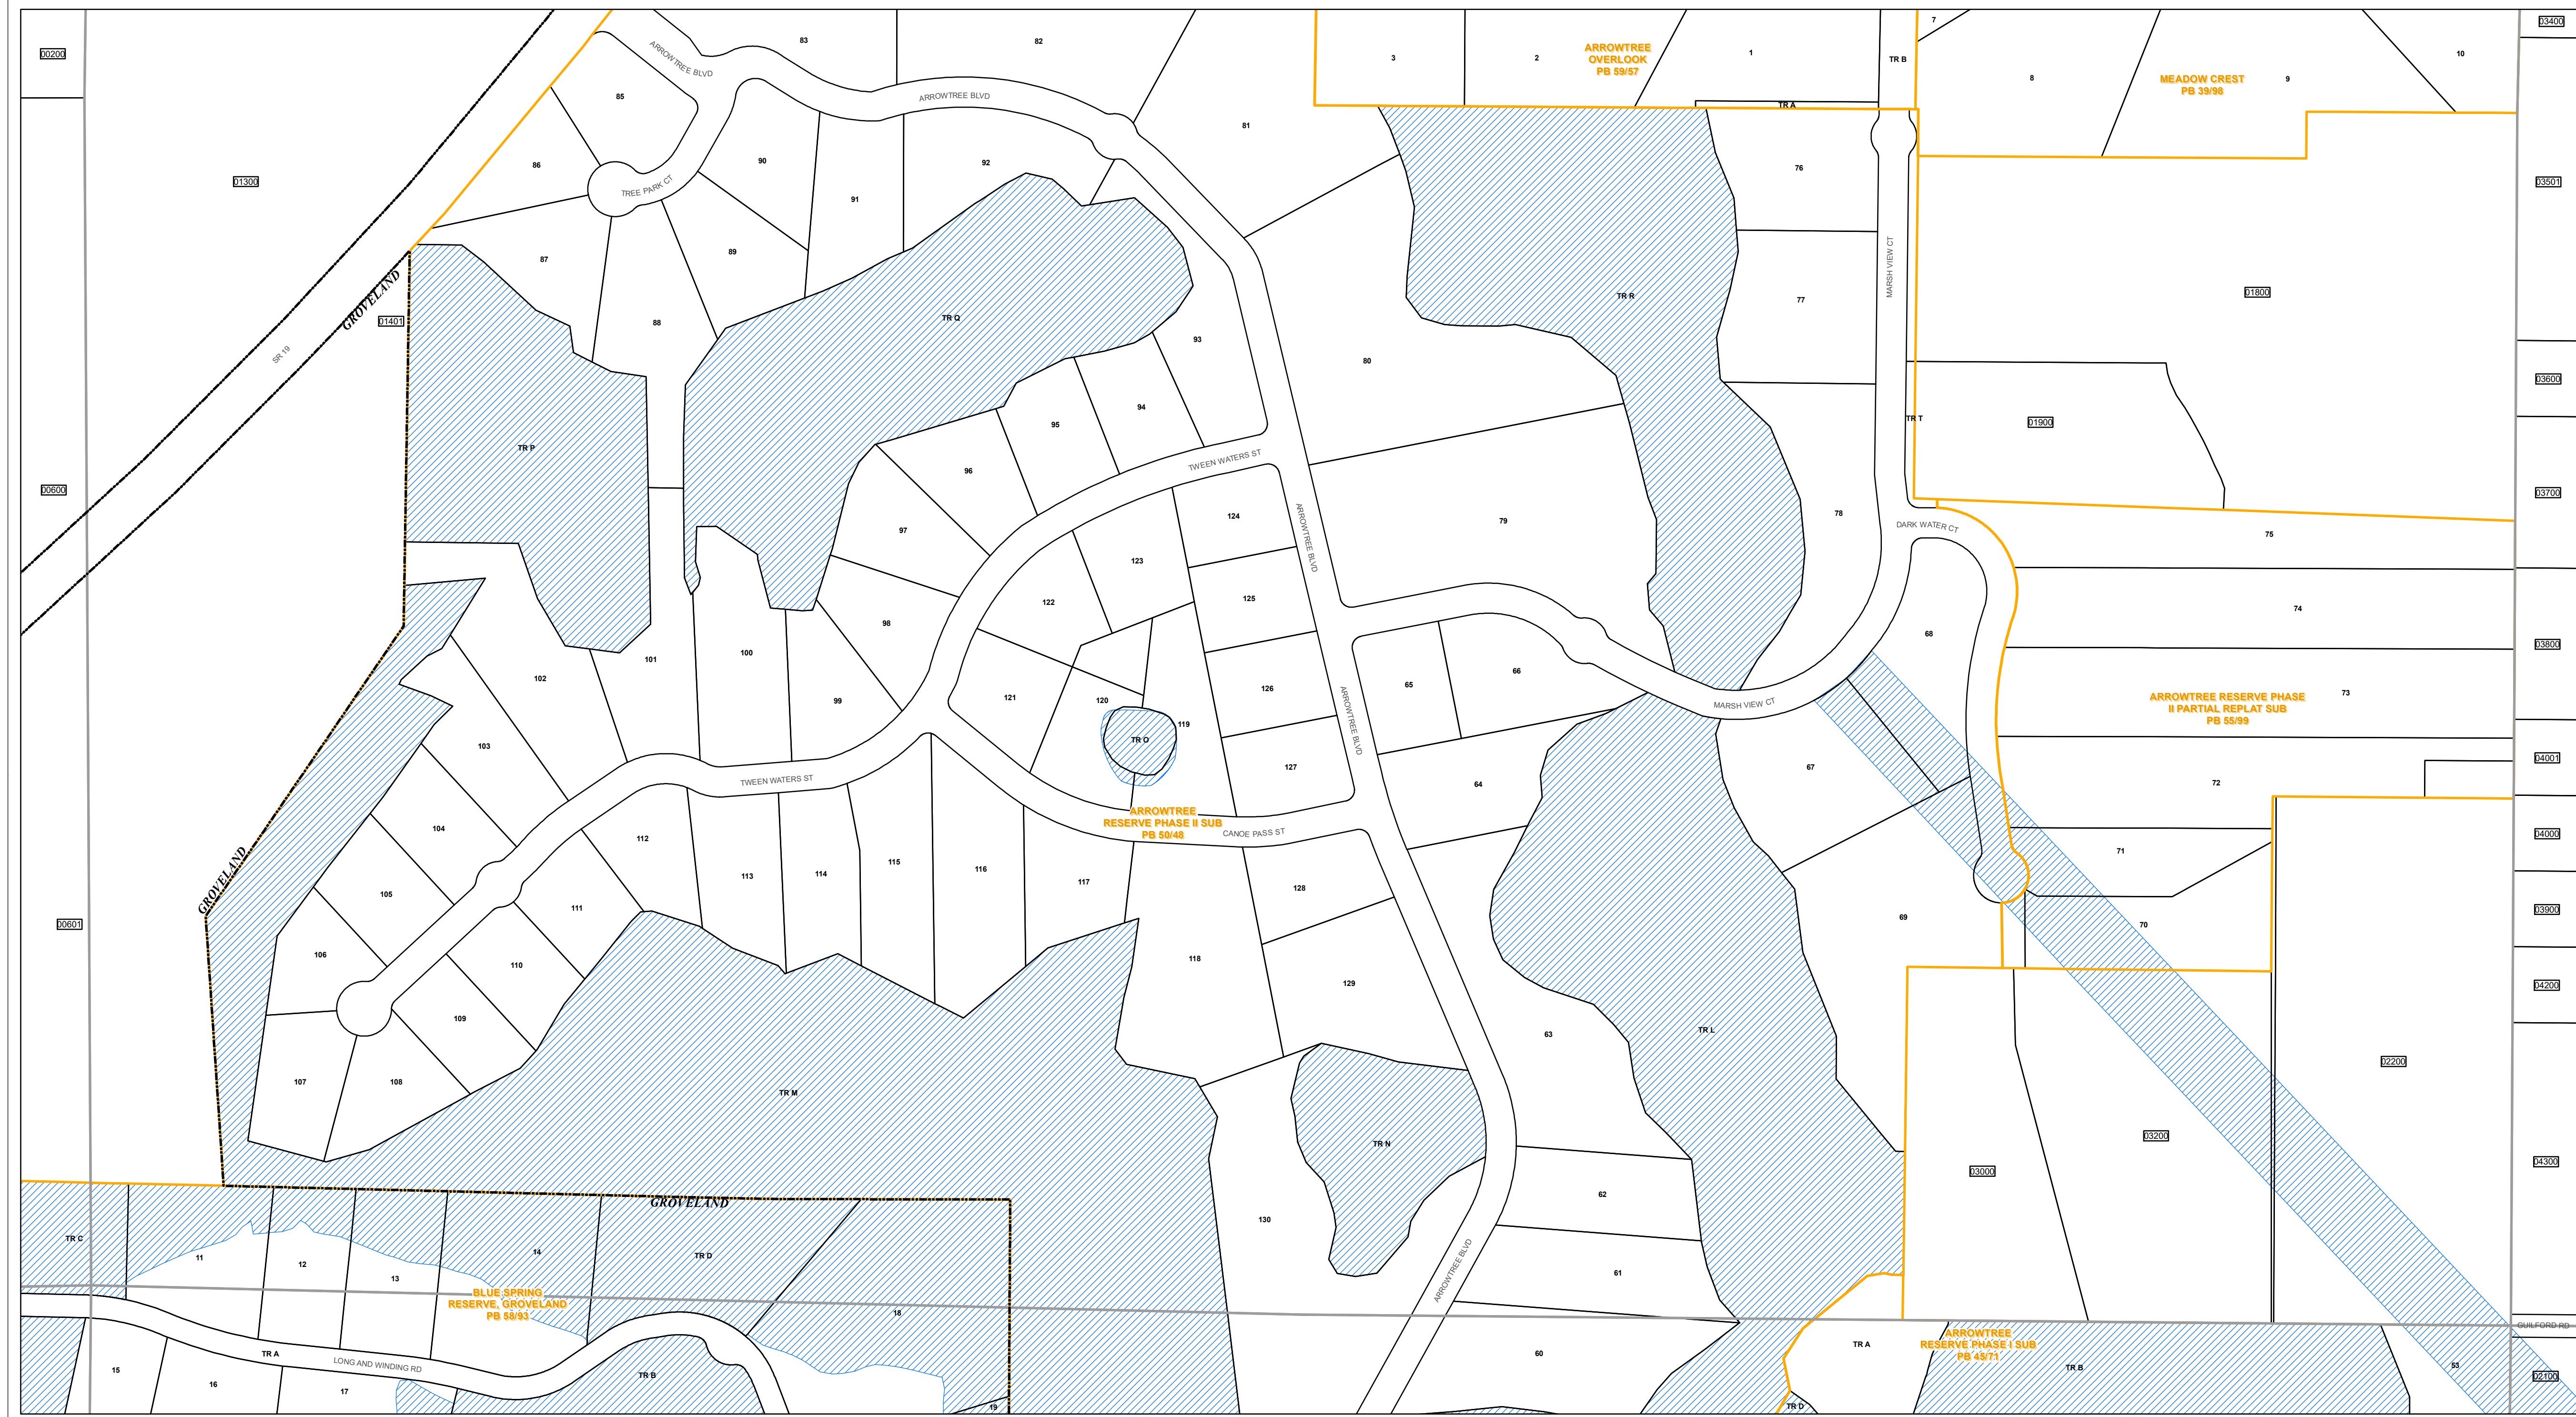 83
82
3
2
ARROWTREE
OVERLOOK
PB 59/57
1
TR B
7
8
MEADOW CREST
PB 39/98
9
10
03400
00200
ARROWTREE BLVD
ARROWTREE BLVD
85
TR A
81
86
90
92
76
01300
TREE PARK CT
91
03501
89
87
MARSH VIEW CT
01800
TR R
77
GROVELAND
01401
88
TR Q
93
SR 19
80
03600
94
95
TR T
01900
TR P
TWEEN WATERS ST
96
00600
03700
79
78
124
97
ARROWTREE BLVD
DARK WATER CT
75
123
125
122
74
98
68
03800
100
101
102
126
65
66
121
120
99
73
ARROWTREE RESERVE PHASE
II PARTIAL REPLAT SUB
PB 55/99
MARSH VIEW CT
ARROWTREE BLVD
119
TR O
103
127
67
04001
TWEEN WATERS ST
64
72
ARROWTREE
RESERVE PHASE II SUB
PB 50/48
CANOE PASS ST
104
112
04000
71
115
114
113
116
117
128
GROVELAND
105
111
00601
69
70
03900
106
110
118
129
04200
109
TR L
63
107
108
02200
TR M
TR N
03200
03000
04300
62
GROVELAND
130
TR C
11
12
13
14
TR D
61
ARROWTREE BLVD
BLUE SPRING
RESERVE, GROVELAND
PB 58/93
18
GUILFORD RD
TR A
LONG AND WINDING RD
60
TR A
ARROWTREE
RESERVE PHASE I SUB
PB 45/71
TR B
53
02100
15
16
17
TR B
19
TR D